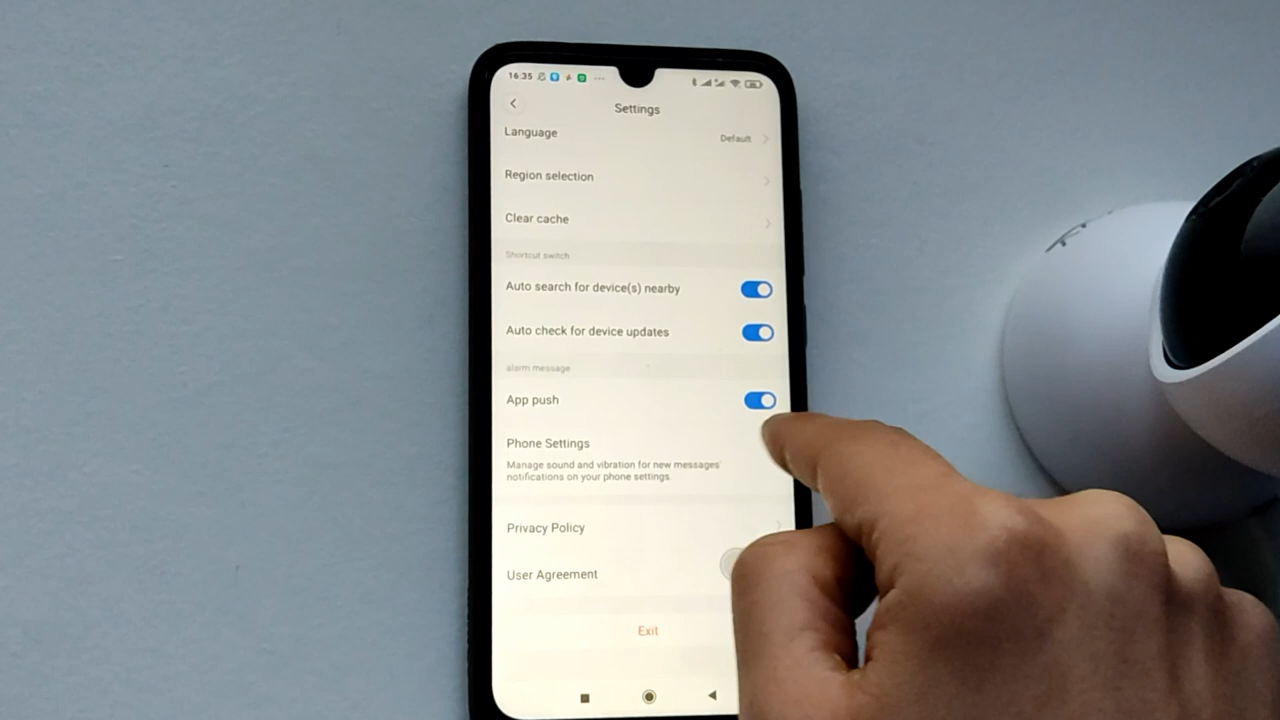 16:35
Settings
Language
Default
Region selection
Clear cache
Shortcut switch
Auto search for device(s) nearby
Auto check for device updates
alarm message
App push
Phone Settings
Manage sound and vibration for new messages'
notifications on your phone settings.
Privacy Policy
User Agreement
Exit